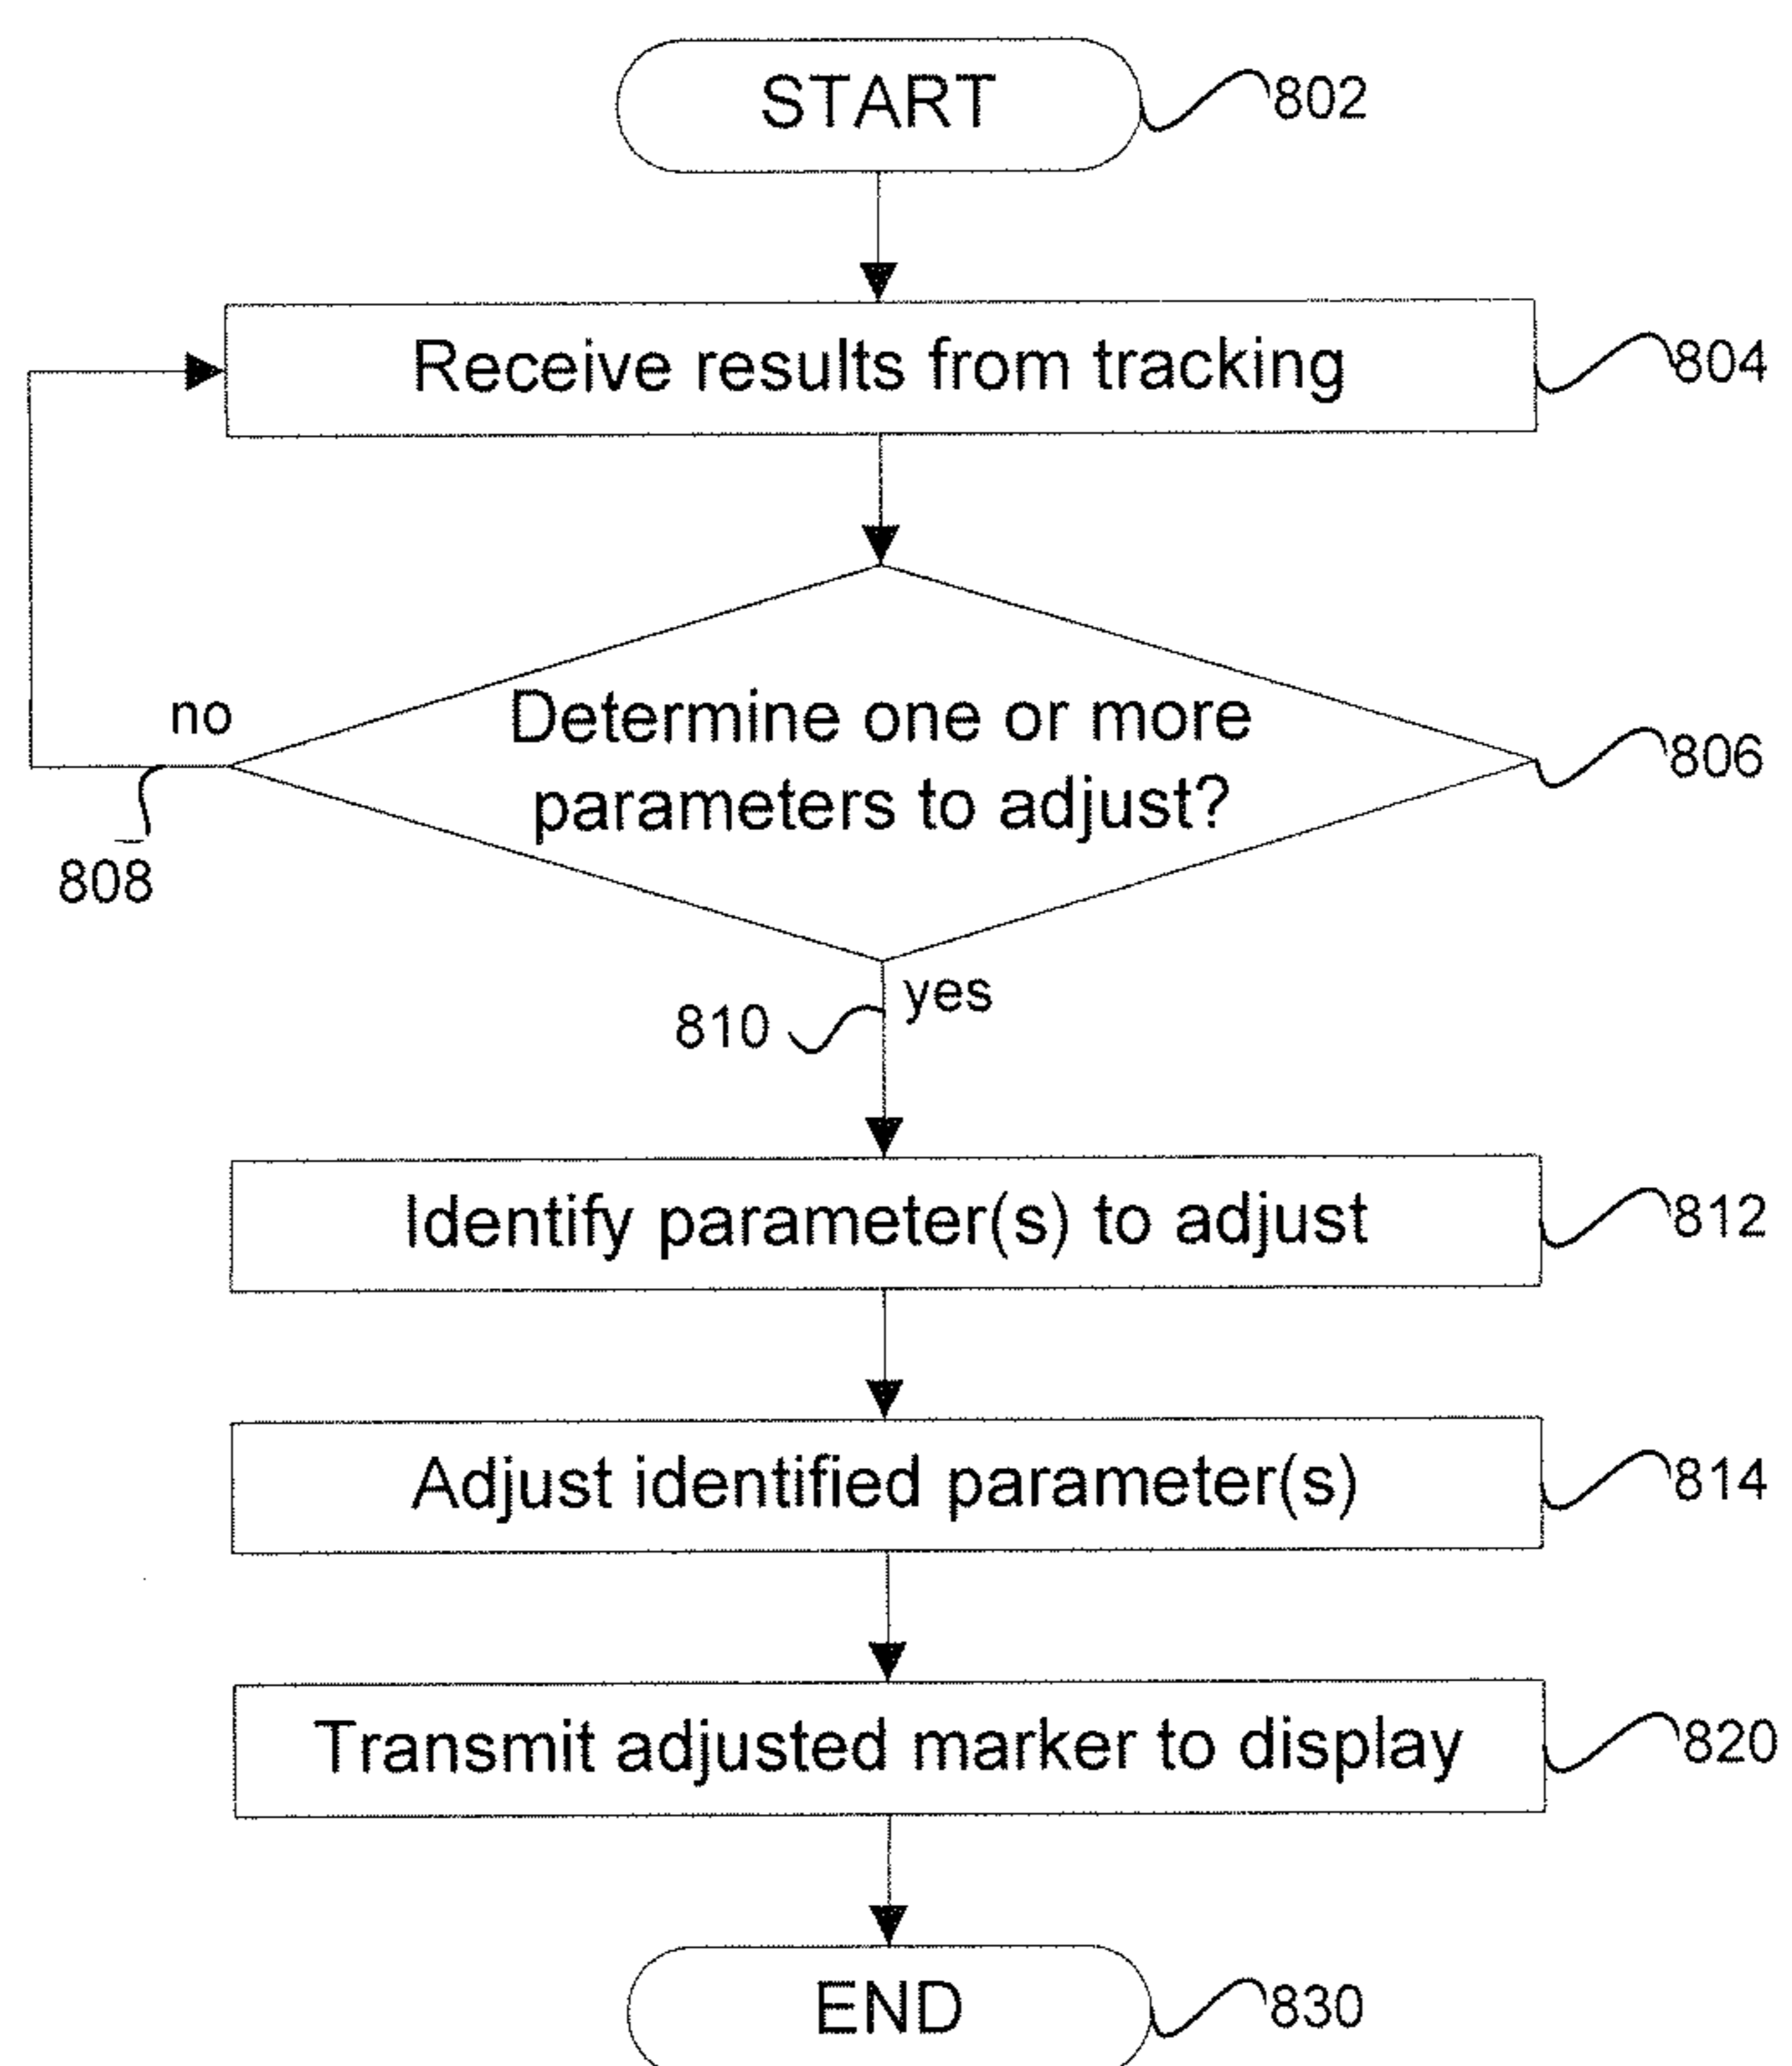 START
802
Receive results from tracking
804
no
Determine one or more
parameters to adjust?
806
808
yes
810
Identify parameter(s) to adjust
812
Adjust identified parameter(s)
814
Transmit adjusted marker to display
820
END
830